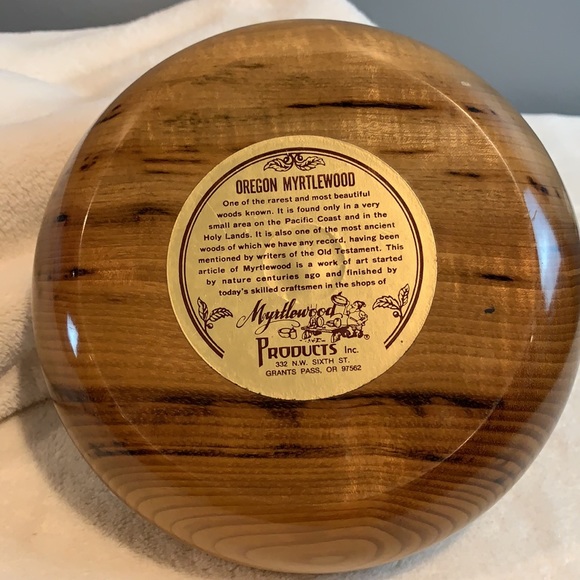 OREGON MYRTLEWOOD
One of the rarest and most beautiful
woods known. It is found only in a very
small area on the Pacific Coast and in the
Holy Lands. It is also one of the most ancient
woods of which we have any record, having been
mentioned by writers of the Old Testament. This
article of Myrtlewood is a work of art started
by nature centuries ago and finished by
today's skilled craftsmen in the shops of
Myrtlewood
PRODUCTS Inc.
332 N.W. SIXTH ST.
GRANTS PASS, OR 97562